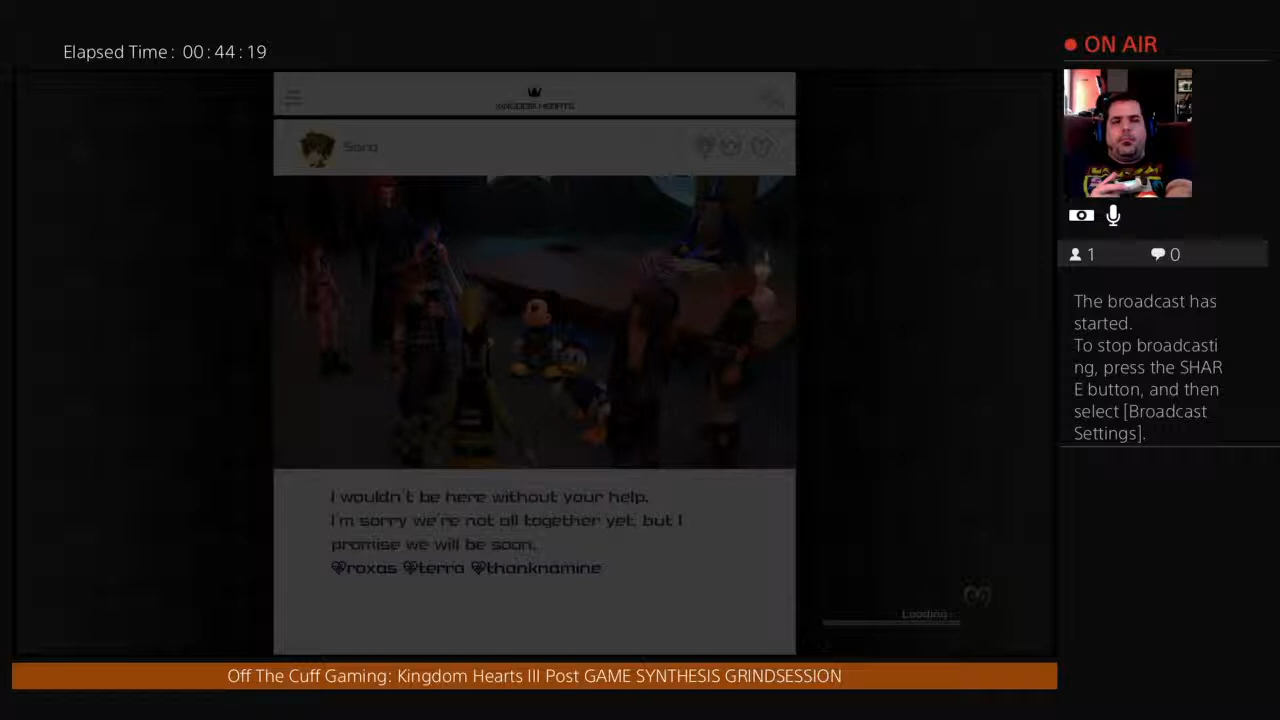 Elapsed Time: 00:44:19
ON AIR
KINGDOM HEARTS
Sora
1
0
The broadcast has
started.
To stop broadcasti
ng, press the SHAR
E button, and then
select [Broadcast
Settings].
I wouldn't be here without your help.
I'm sorry we're not all together yet, but I
promise we will be soon.
roxas terra thanknamine
Loading
Off The Cuff Gaming: Kingdom Hearts III Post GAME SYNTHESIS GRINDSESSION